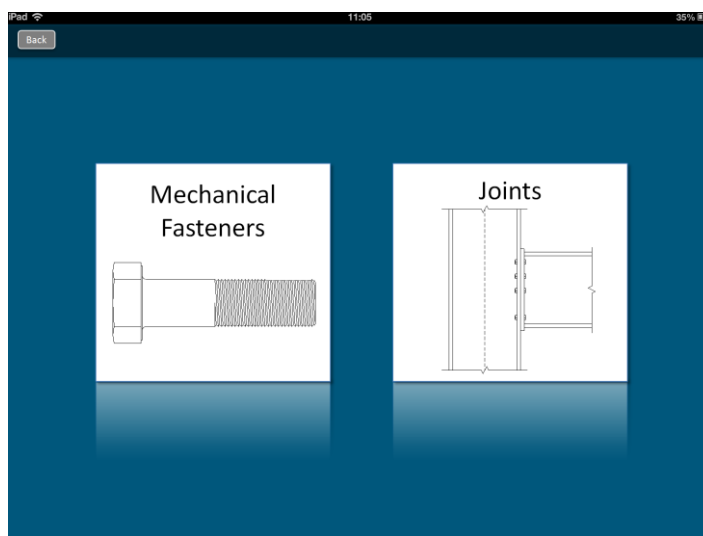 iPad 11:05 35%
Back
Mechanical
Fasteners
Joints